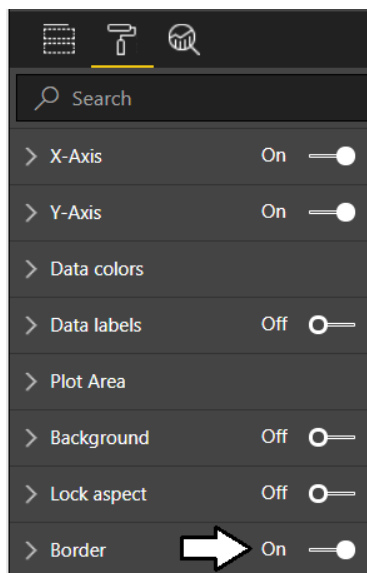 Search
X-Axis On
Y-Axis On
Data colors
Data labels Off
Plot Area
Background Off
Lock aspect Off
Border On